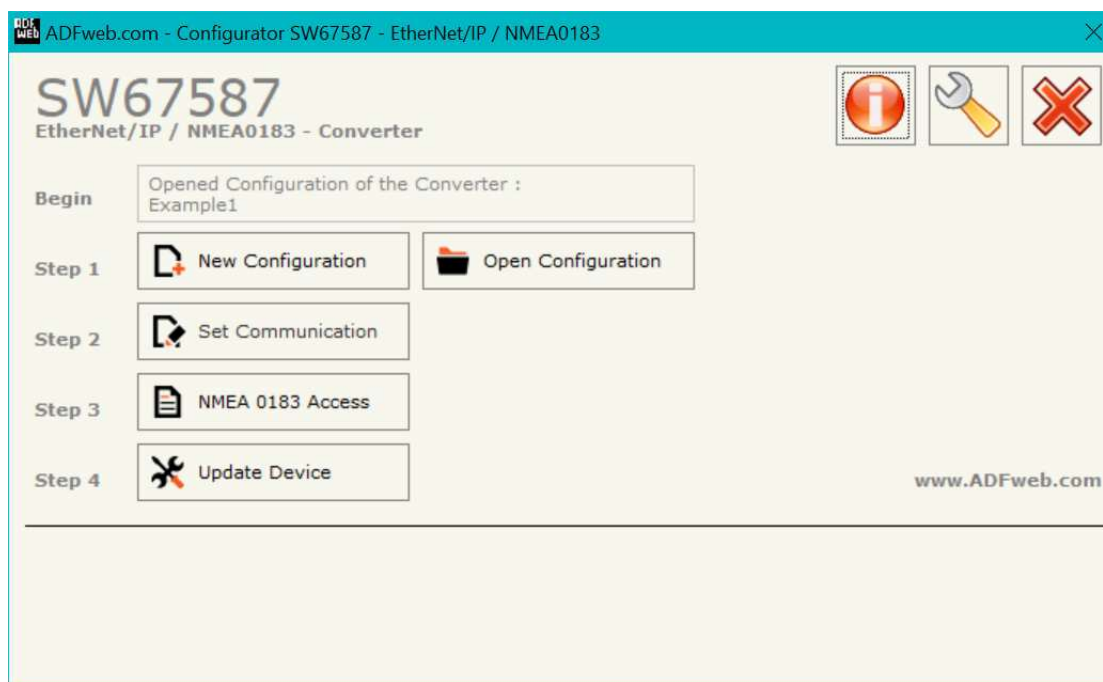 ADF
WEB
ADFweb.com - Configurator SW67587 - EtherNet/IP / NMEA0183
SW67587
EtherNet/IP / NMEA0183 - Converter
Begin
Opened Configuration of the Converter :
Example1
Step 1
New Configuration
Open Configuration
Step 2
Set Communication
Step 3
NMEA 0183 Access
Step 4
Update Device
www.ADFweb.com